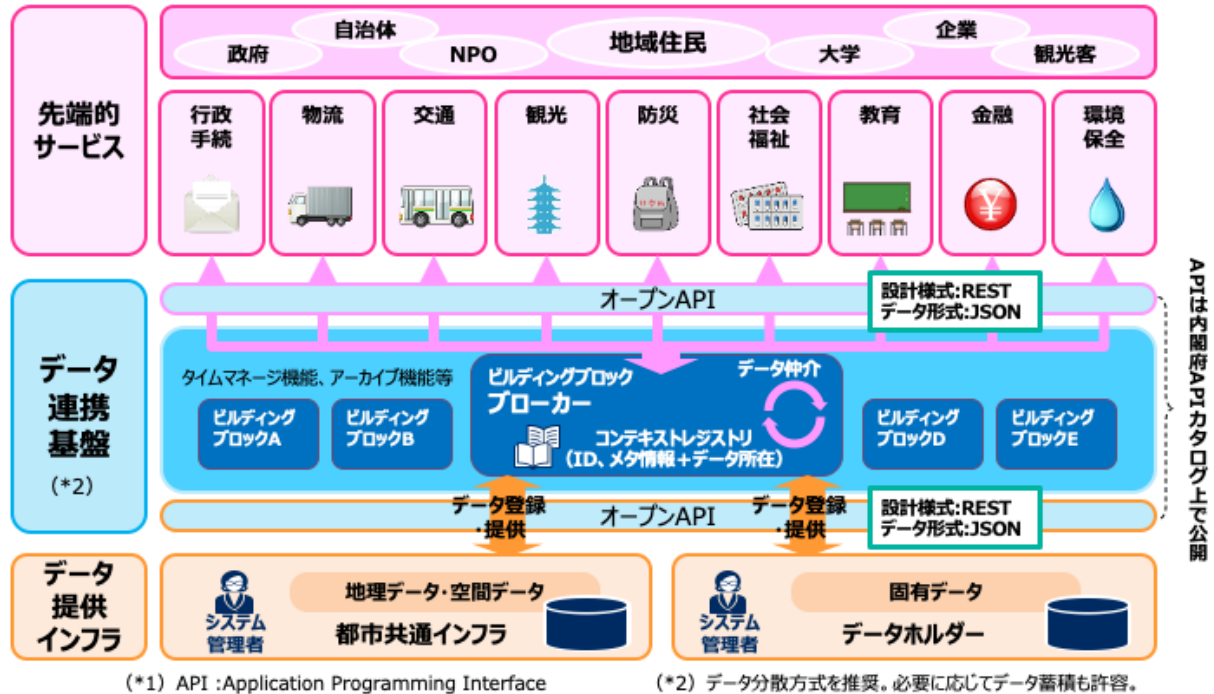 先端的
サービス
自治体
企業
政府
NPO
地域住民
大学
観光客
行政
手続
物流
交通
観光
防災
社会
福祉
教育
金融
環境
保全
データ
連携
基盤
(*2)
オープンAPI
設計様式:REST
データ形式:JSON
タイムマネージ機能、アーカイブ機能等
ビルディング
ブロックA
ビルディング
ブロックB
ビルディングブロック
ブローカー
データ仲介
コンテキストレジストリ
(ID、メタ情報+データ所在)
ビルディング
ブロックD
ビルディング
ブロックE
データ登録
・提供
オープンAPI
データ登録
・提供
設計様式:REST
データ形式:JSON
APIは内閣府APIカタログ上で公開
データ
提供
インフラ
システム
管理者
地理データ・空間データ
都市共通インフラ
システム
管理者
固有データ
データホルダー
(*1) API :Application Programming Interface
(*2) データ分散方式を推奨。必要に応じてデータ蓄積も許容。